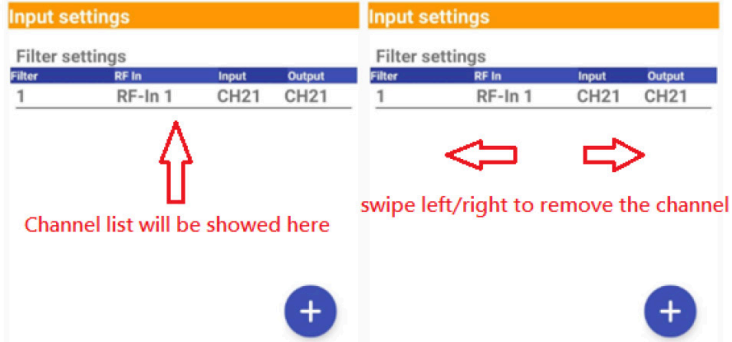 Input settings
Filter settings
Filter RF In Input Output
1 RF-In 1 CH21 CH21
Channel list will be showed here
+
Input settings
Filter settings
Filter RF In Input Output
1 RF-In 1 CH21 CH21
swipe left/right to remove the channel
+